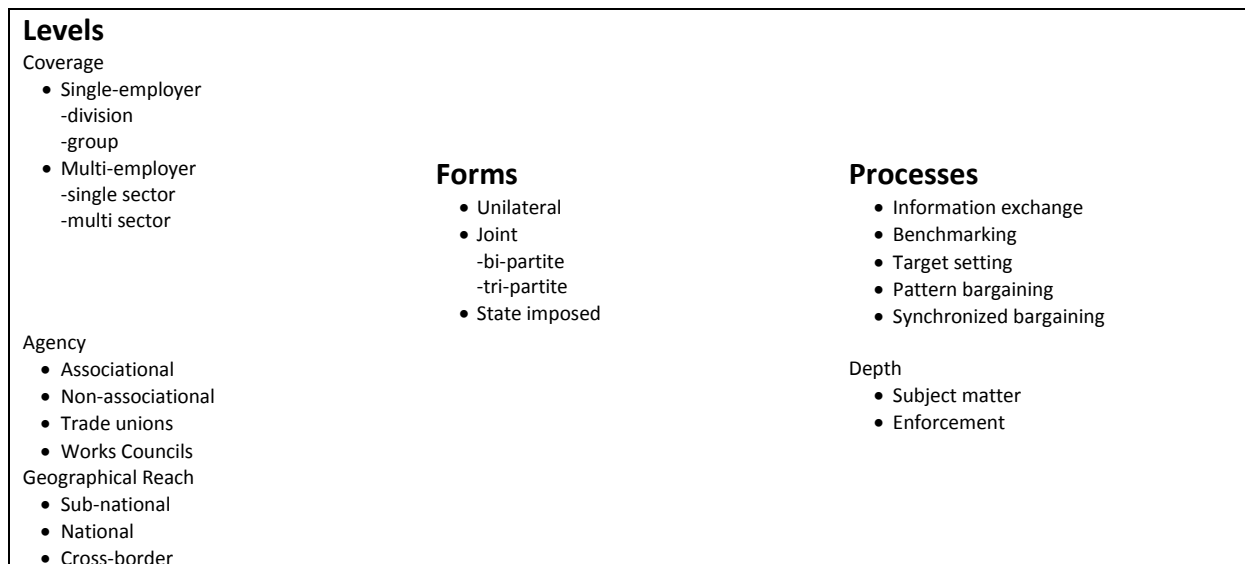 Levels
Coverage
• Single-employer
-division
-group
• Multi-employer
-single sector
-multi sector
Agency
• Associational
• Non-associational
• Trade unions
• Works Councils
Geographical Reach
• Sub-national
• National
• Cross-border
Forms
• Unilateral
• Joint
-bi-partite
-tri-partite
• State imposed
Processes
• Information exchange
• Benchmarking
• Target setting
• Pattern bargaining
• Synchronized bargaining
Depth
• Subject matter
• Enforcement